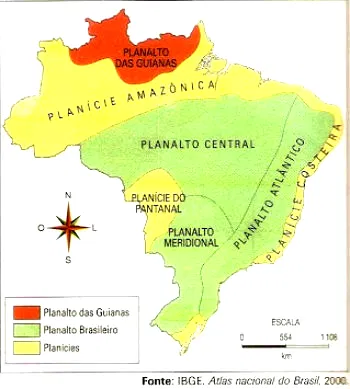 PLANALTO
DAS GUIANAS
PLANÍCIE AMAZÔNICA
PLANALTO CENTRAL
PLANALTO ATLÂNTICO
PLANÍCIE COSTEIRA
PLANÍCIE DO
PANTANAL
PLANALTO
MERIDIONAL
N
O
L
S
Planalto das Guianas
Planalto Brasileiro
Planícies
ESCALA
0 554 1108
km
Fonte: IBGE. Atlas nacional do Brasil, 2000.